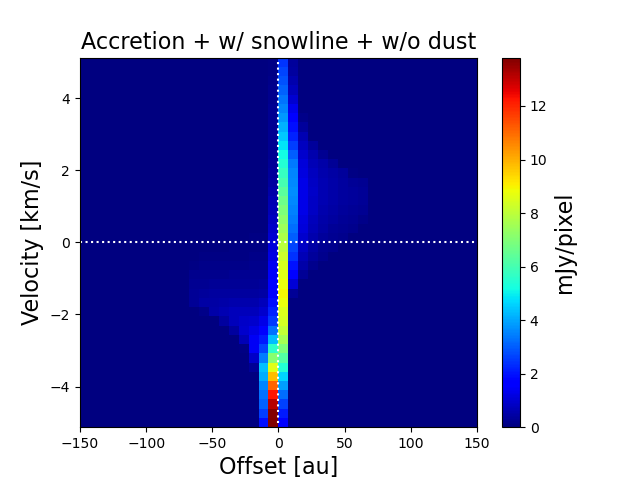 Accretion + w/ snowline + w/o dust
4
2
0
−2
−4
Velocity [km/s]
−150 −100 −50 0 50 100 150
Offset [au]
12
10
8
6
4
2
0
mJy/pixel